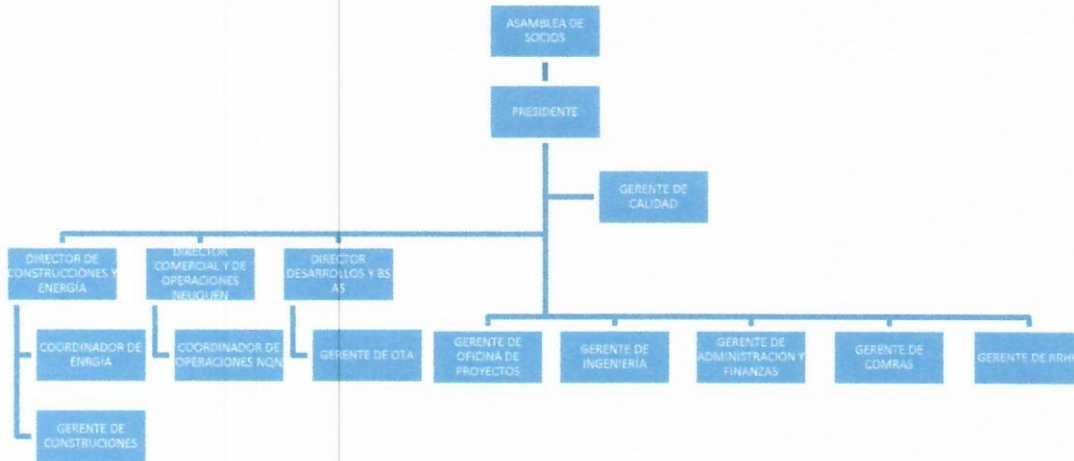 ASAMBLEA DE
SOCIOS
PRESIDENTE
GERENTE DE
CALIDAD
DIRECTOR DE
CONSTRUCCIONES Y
ENERGÍA
DIRECTOR
COMERCIAL Y DE
OPERACIONES
NEUQUÉN
DIRECTOR
DESARROLLOS Y BS
AS
COORDINADOR DE
ENRGÍA
COORDINADOR DE
OPERACIONES NQN
GERENTE DE OTA
GERENTE DE
OFICINA DE
PROYECTOS
GERENTE DE
INGENIERÍA
GERENTE DE
ADMINISTRACIÓN Y
FINANZAS
GERENTE DE
COMRAS
GERENTE DE RRHH
GERENTE DE
CONSTRUCIONES